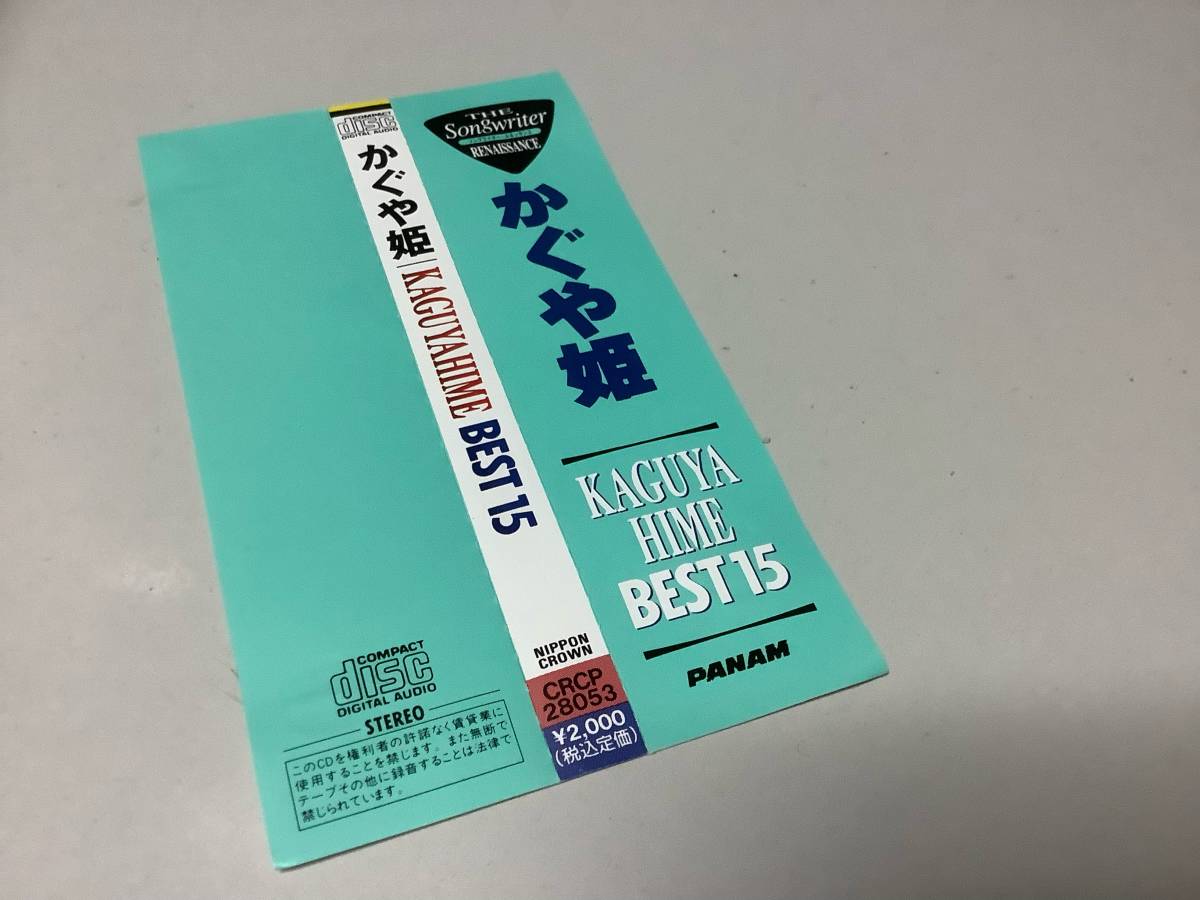 COMPACT
disc
DIGITAL AUDIO
STEREO
このCDを権利者の許諾なく賃貸業に
使用することを禁じます。また無断で
テープその他に録音することは法律で
禁じられています。
COMPACT
disc
DIGITAL AUDIO
かぐや姫
KAGUYAHIME BEST 15
NIPPON
CROWN
CRCP
28053
¥2,000
(税込定価)
THE
Songwriter
RENAISSANCE
かぐや姫
KAGUYA
HIME
BEST 15
PANAM